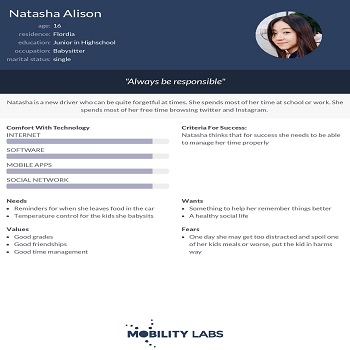 Natasha Alison
age: 16
residence: Flordia
education: Junior in Highschool
occupation: Babysitter
marital status: single
"Always be responsible"
Natasha is a new driver who can be quite forgetful at times. She spends most of her time at school or work. She
spends most of her free time browsing twitter and Instagram.
Comfort With Technology
INTERNET
SOFTWARE
MOBILE APPS
SOCIAL NETWORK
Criteria For Success:
Natasha thinks that for success she needs to be able
to manage her time properly
Needs
Reminders for when she leaves food in the car
Temperature control for the kids she babysits
Wants
Something to help her remember things better
A healthy social life
Values
Good grades
Good friendships
Good time management
Fears
One day she may get too distracted and spoil one
of her kids meals or worse, put the kid in harms
way
MOBILITY LABS